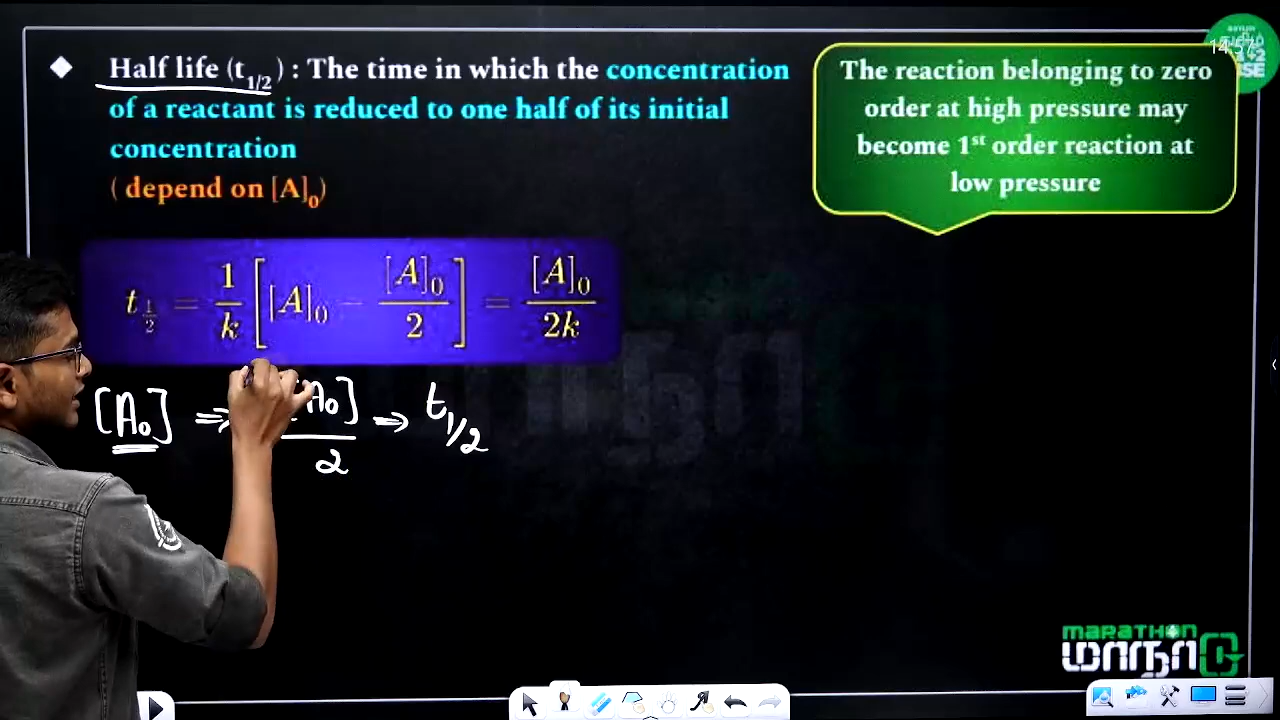 Half life (t1/2) : The time in which the concentration
of a reactant is reduced to one half of its initial
concentration
( depend on [A]0)
The reaction belonging to zero
order at high pressure may
become 1st order reaction at
low pressure
14:57
t1/2 = 1/k [[A]0 − [A]0/2] = [A]0/2k
[A0] ⇒ [A0]/2 ⇒ t1/2
MARATHON